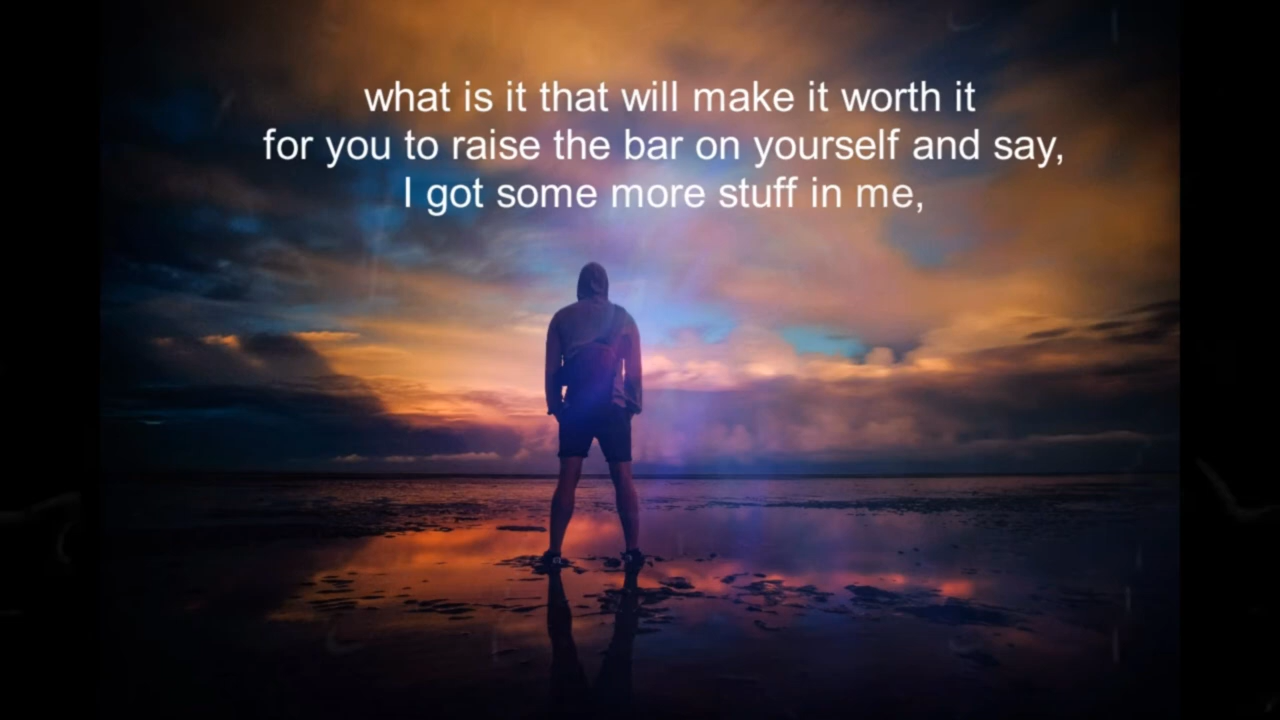 what is it that will make it worth it
for you to raise the bar on yourself and say,
I got some more stuff in me,